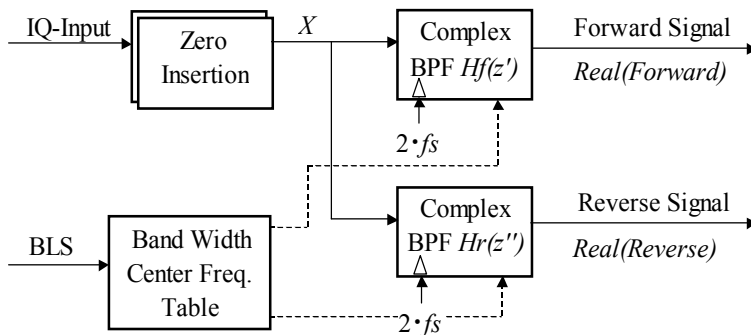 IQ-Input
Zero
Insertion
X
Complex
BPF Hf(z')
2・fs
Forward Signal
Real(Forward)
BLS
Band Width
Center Freq.
Table
Complex
BPF Hr(z'')
2・fs
Reverse Signal
Real(Reverse)